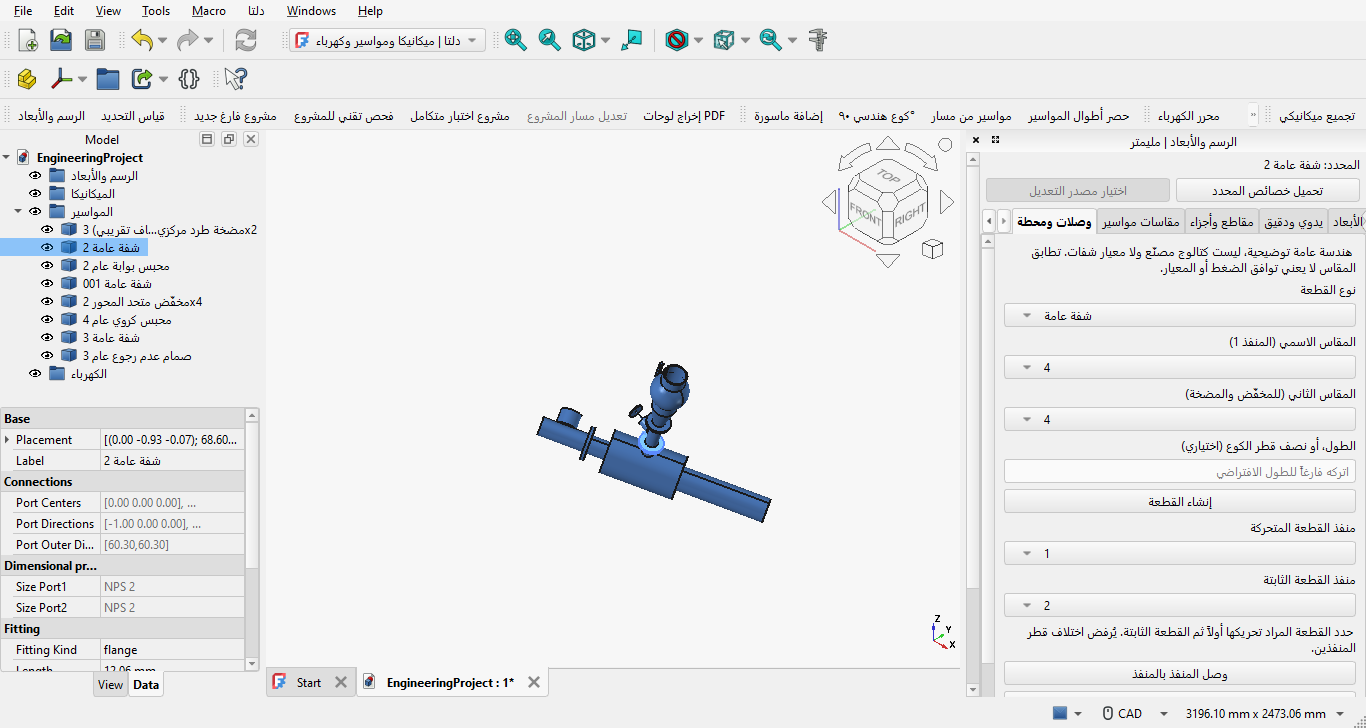 File Edit View Tools Macro دلتا Windows Help
دلتا | ميكانيكا ومواسير وكهرباء
الرسم والأبعاد قياس التحديد مشروع فارغ جديد فحص تقني للمشروع مشروع اختبار متكامل تعديل مسار المشروع PDF إخراج لوحات إضافة ماسورة كوع هندسي ٩٠° مواسير من مسار حصر أطوال المواسير محرر الكهرباء » تجميع ميكانيكي
Model
EngineeringProject
الرسم والأبعاد
الميكانيكا
المواسير
مضخة طرد مركزي...اف تقريبي) 3x2
شفة عامة 2
محبس بوابة عام 2
شفة عامة 001
مخفّض متحد المحور 2x4
محبس كروي عام 4
شفة عامة 3
صمام عدم رجوع عام 3
الكهرباء
Base
Placement [(0.00 -0.93 -0.07); 68.60...
Label شفة عامة 2
Connections
Port Centers [0.00 0.00 0.00], ...
Port Directions [-1.00 0.00 0.00], ...
Port Outer Di... [60.30,60.30]
Dimensional pr...
Size Port1 NPS 2
Size Port2 NPS 2
Fitting
Fitting Kind flange
Length 12.06 mm
View Data
TOP
FRONT RIGHT
Z
Y
X
Start
EngineeringProject : 1*
الرسم والأبعاد | مليمتر
المحدد: شفة عامة 2
تحميل خصائص المحدد
اختيار مصدر التعديل
الأبعاد يدوي ودقيق مقاطع وأجزاء مقاسات مواسير وصلات ومحطة
هندسة عامة توضيحية، ليست كتالوج مصنّع ولا معيار شفات. تطابق
المقاس لا يعني توافق الضغط أو المعيار.
نوع القطعة
شفة عامة
المقاس الاسمي (المنفذ 1)
4
المقاس الثاني (للمخفّض والمضخة)
4
الطول، أو نصف قطر الكوع (اختياري)
اتركه فارغاً للطول الافتراضي
إنشاء القطعة
منفذ القطعة المتحركة
1
منفذ القطعة الثابتة
2
حدد القطعة المراد تحريكها أولاً ثم القطعة الثابتة. يُرفض اختلاف قطر
المنفذين.
وصل المنفذ بالمنفذ
CAD
3196.10 mm x 2473.06 mm